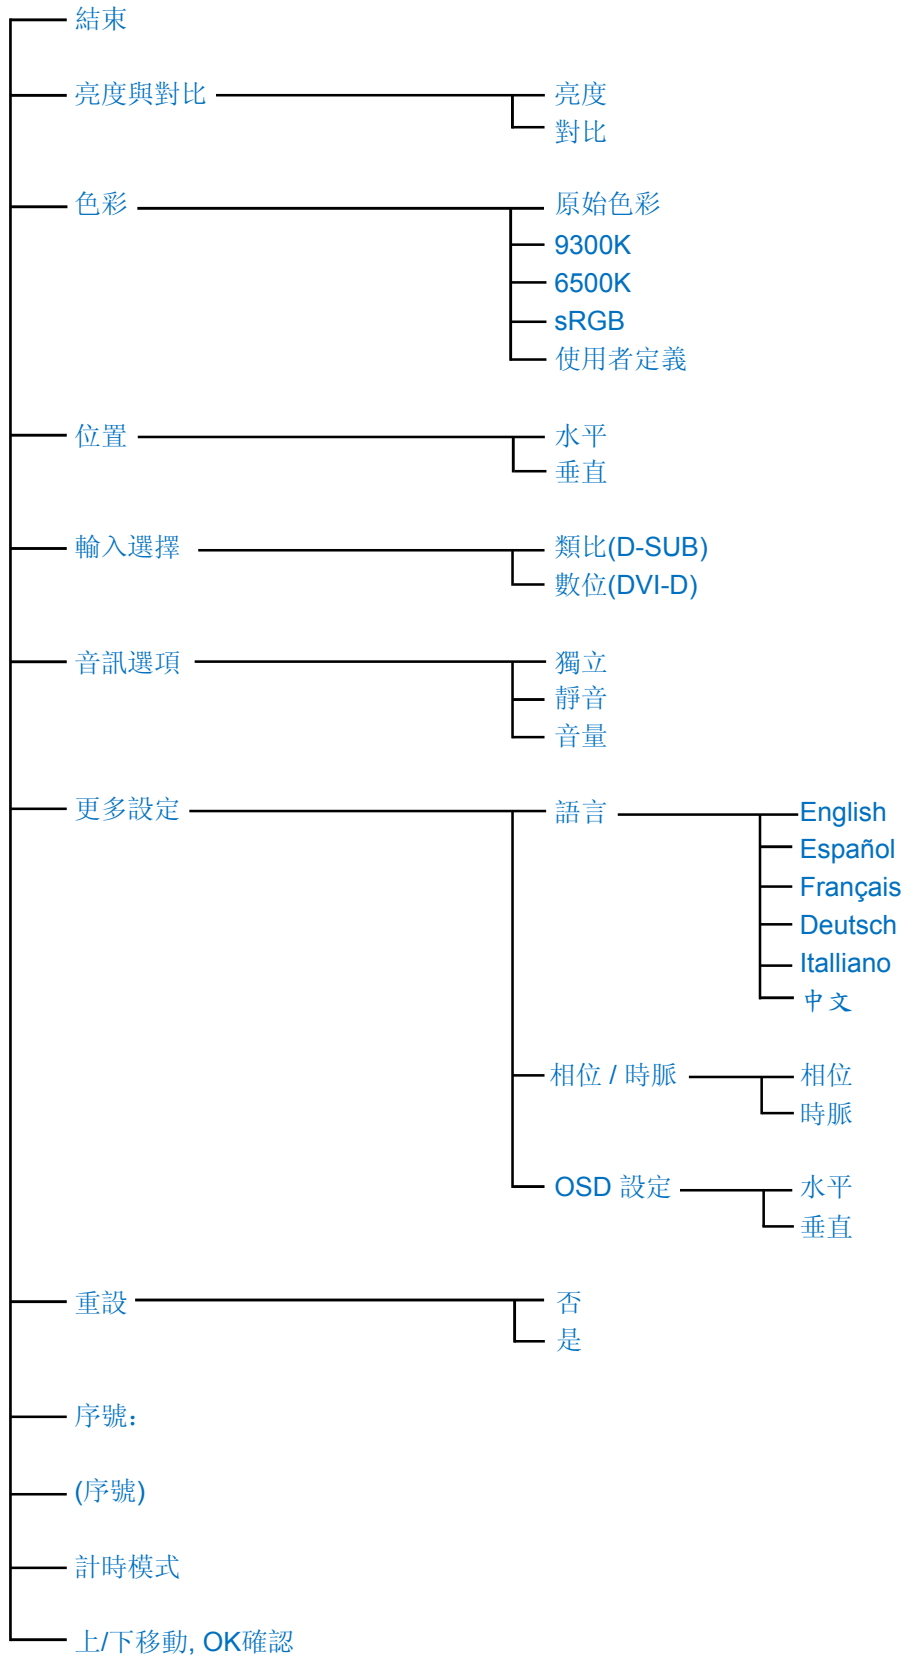 結束
亮度與對比 亮度
對比
色彩 原始色彩
9300K
6500K
sRGB
使用者定義
位置 水平
垂直
輸入選擇 類比(D-SUB)
數位(DVI-D)
音訊選項 獨立
靜音
音量
更多設定 語言 English
Español
Français
Deutsch
Italliano
中文
相位 / 時脈 相位
時脈
OSD 設定 水平
垂直
重設 否
是
序號：
(序號)
計時模式
上/下移動, OK確認